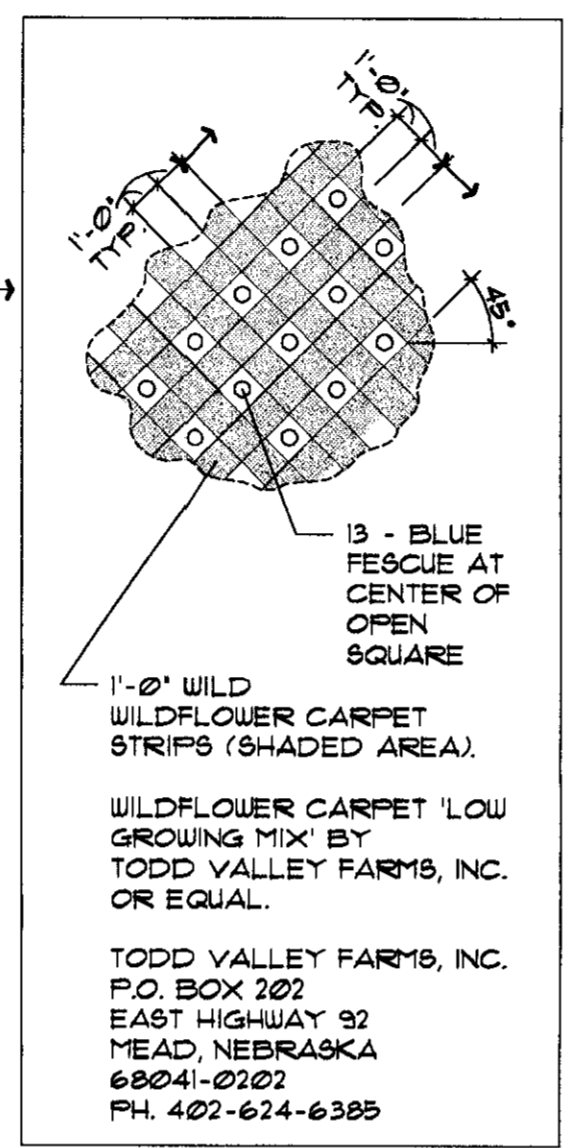 1'-0"
TYP.
1'-0"
TYP.
45°
13 - BLUE
FESCUE AT
CENTER OF
OPEN
SQUARE
1'-0" WILD
WILDFLOWER CARPET
STRIPS (SHADED AREA).
WILDFLOWER CARPET 'LOW
GROWING MIX' BY
TODD VALLEY FARMS, INC.
OR EQUAL.
TODD VALLEY FARMS, INC.
P.O. BOX 202
EAST HIGHWAY 92
MEAD, NEBRASKA
68041-0202
PH. 402-624-6385